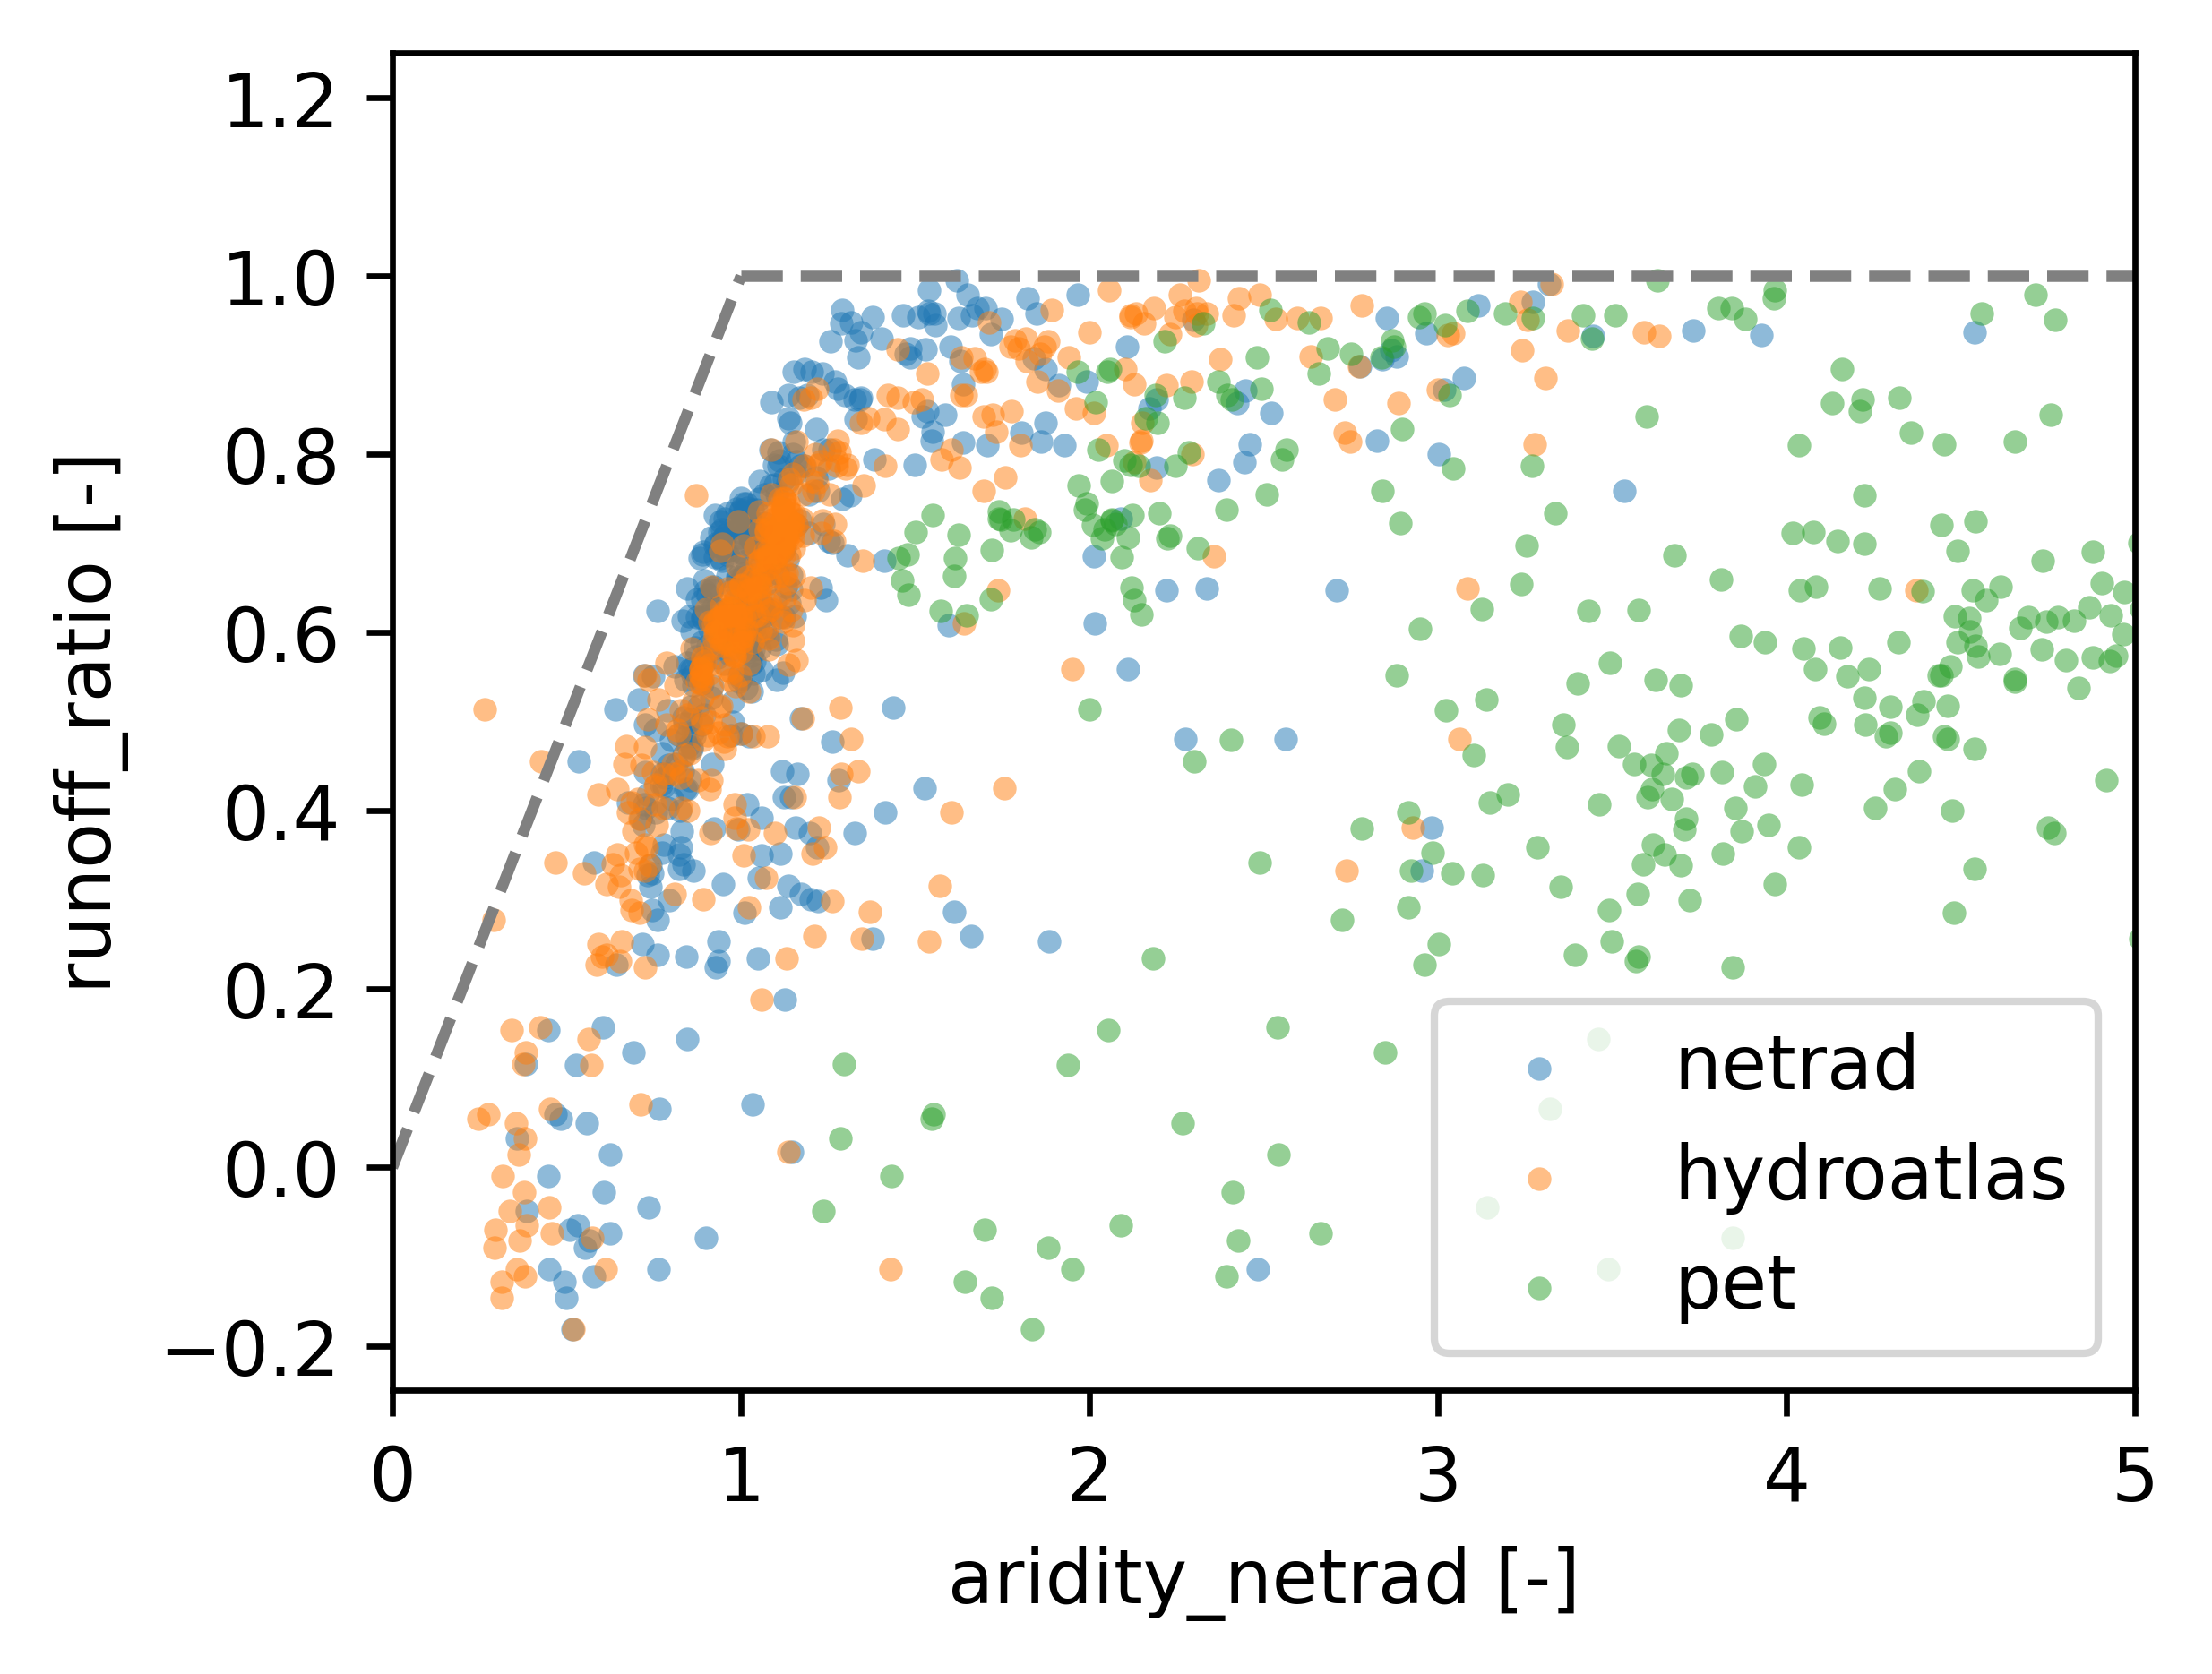 1.2
1.0
0.8
0.6
0.4
0.2
0.0
−0.2
runoff_ratio [-]
netrad
hydroatlas
pet
0 1 2 3 4 5
aridity_netrad [-]